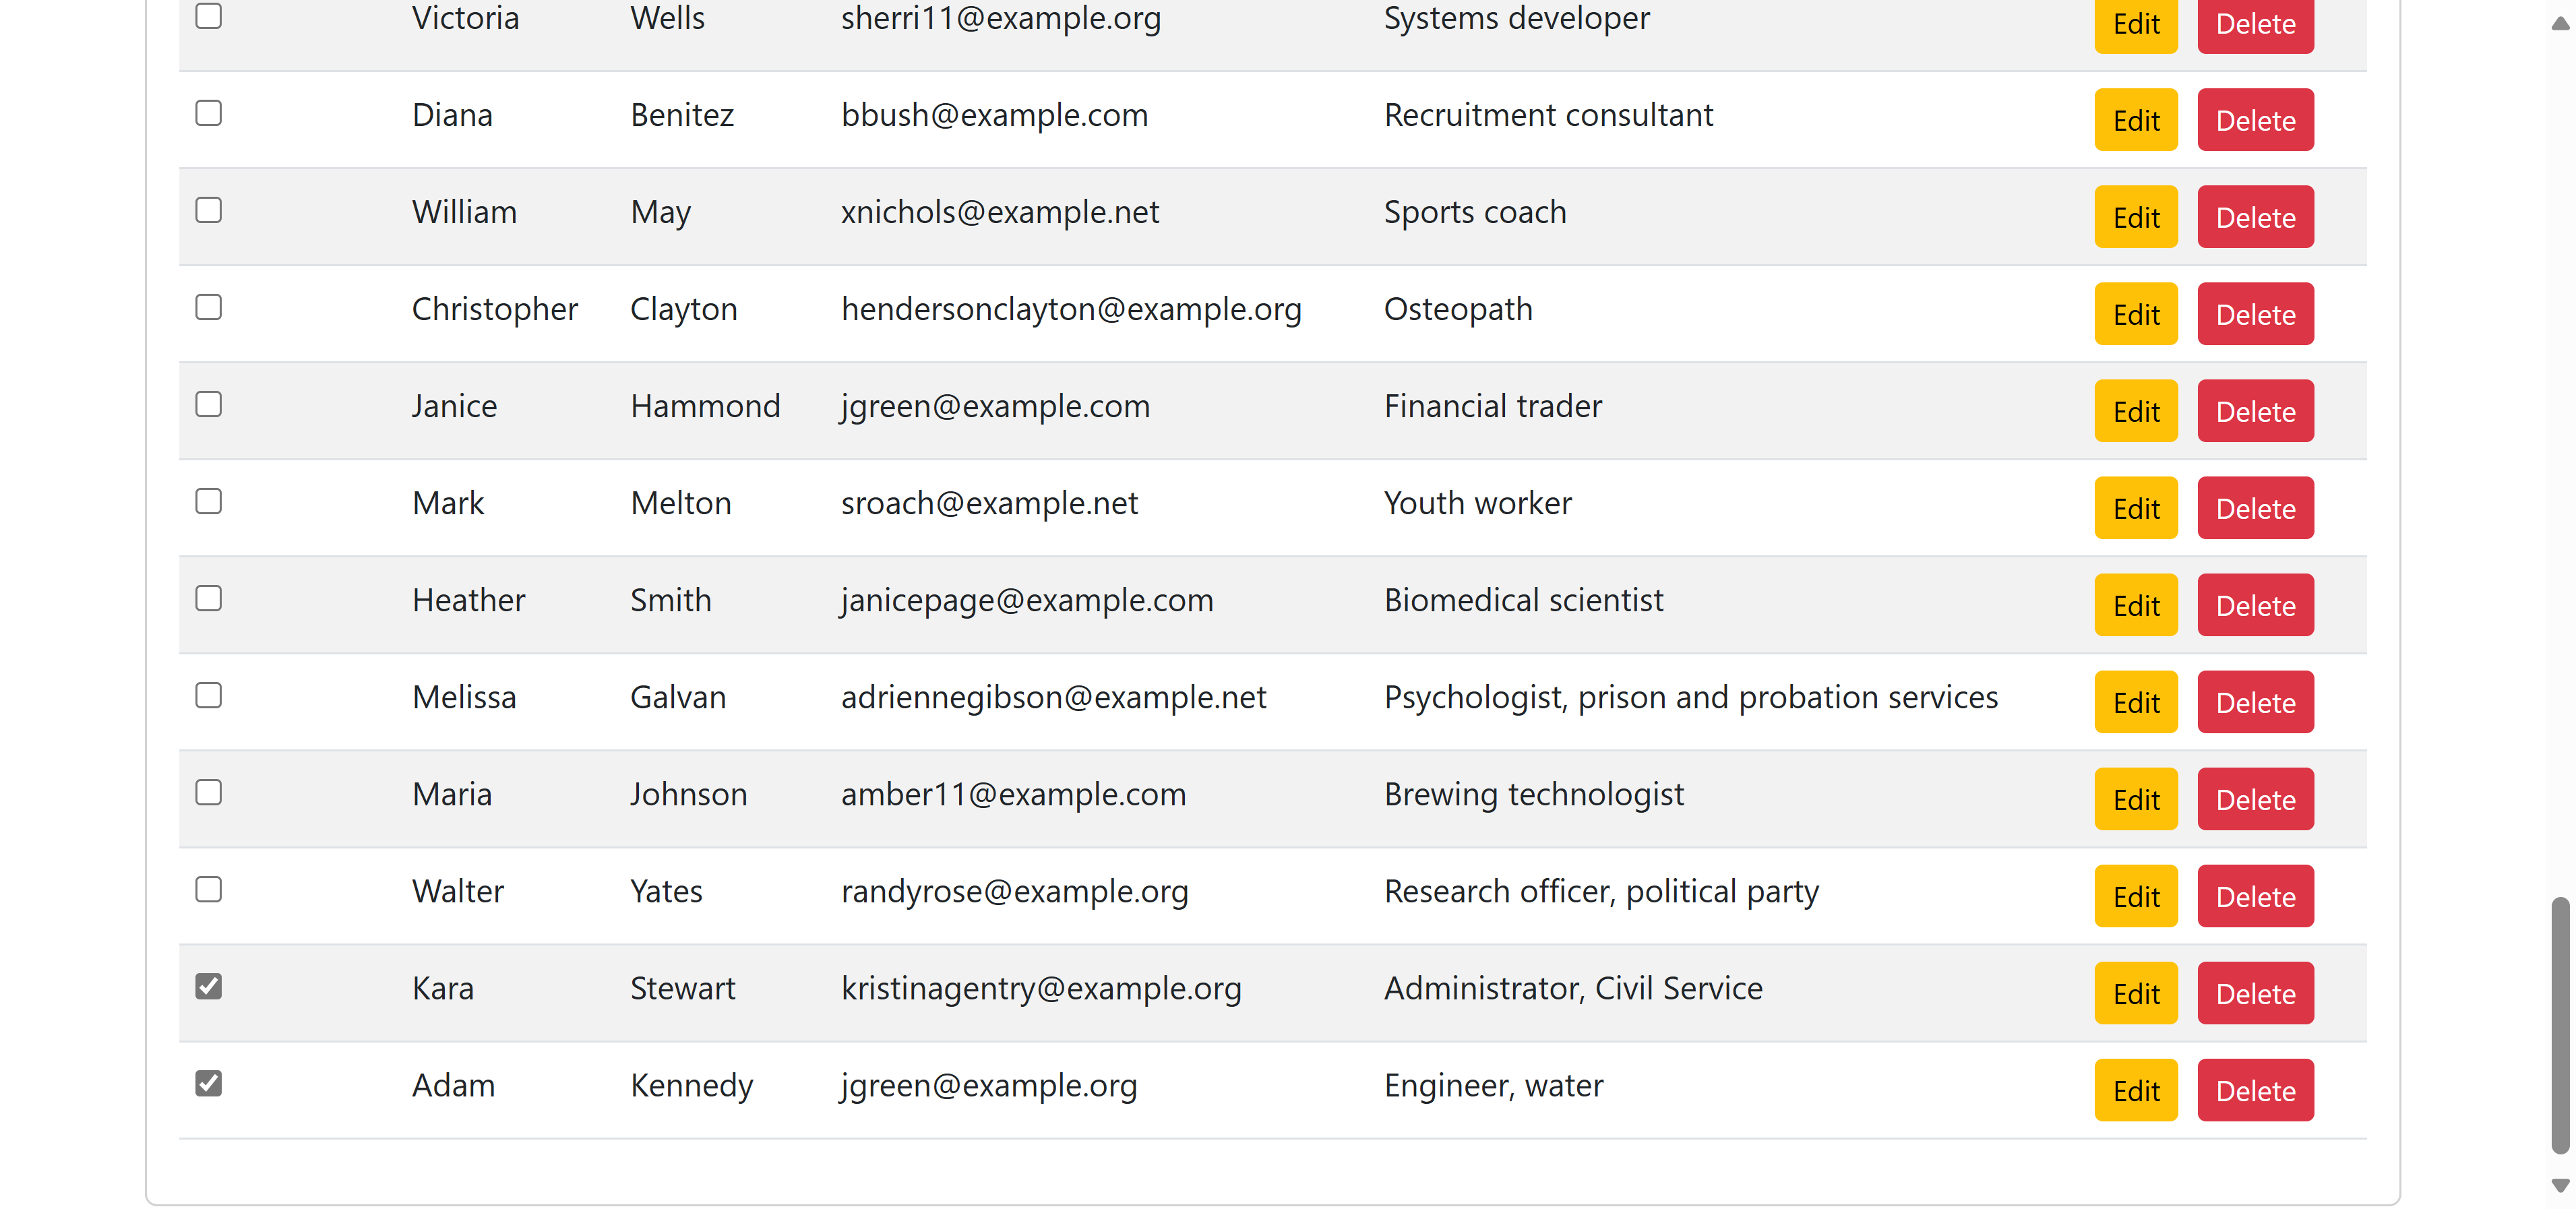 Victoria Wells sherri11@example.org Systems developer Edit Delete
Diana Benitez bbush@example.com Recruitment consultant Edit Delete
William May xnichols@example.net Sports coach Edit Delete
Christopher Clayton hendersonclayton@example.org Osteopath Edit Delete
Janice Hammond jgreen@example.com Financial trader Edit Delete
Mark Melton sroach@example.net Youth worker Edit Delete
Heather Smith janicepage@example.com Biomedical scientist Edit Delete
Melissa Galvan adriennegibson@example.net Psychologist, prison and probation services Edit Delete
Maria Johnson amber11@example.com Brewing technologist Edit Delete
Walter Yates randyrose@example.org Research officer, political party Edit Delete
Kara Stewart kristinagentry@example.org Administrator, Civil Service Edit Delete
Adam Kennedy jgreen@example.org Engineer, water Edit Delete